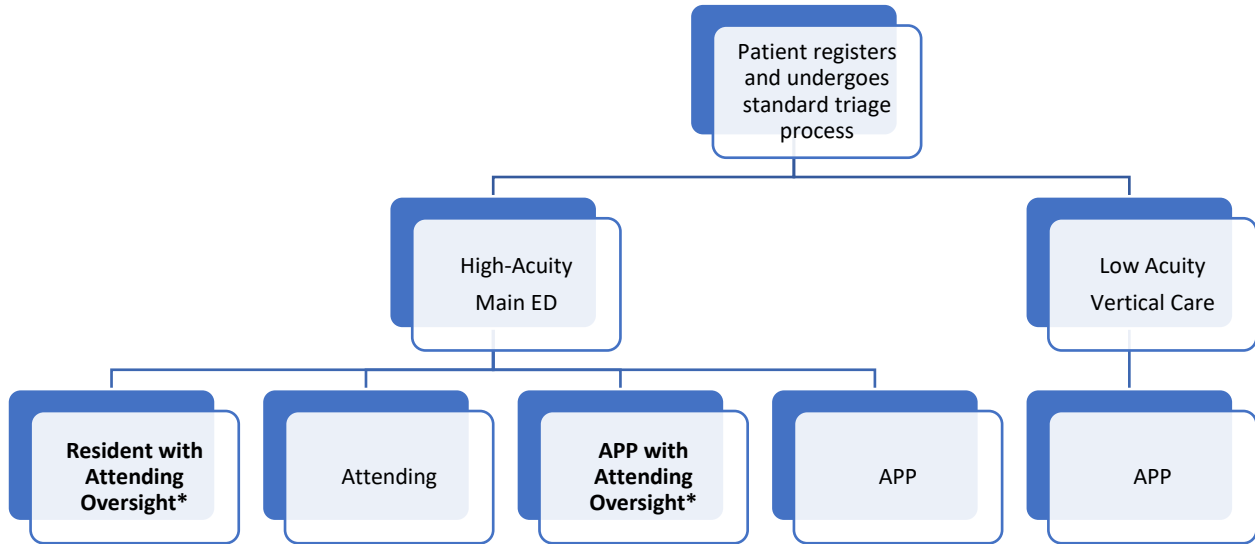 Patient registers
and undergoes
standard triage
process
High-Acuity
Main ED
Low Acuity
Vertical Care
Resident with
Attending
Oversight*
Attending
APP with
Attending
Oversight*
APP
APP